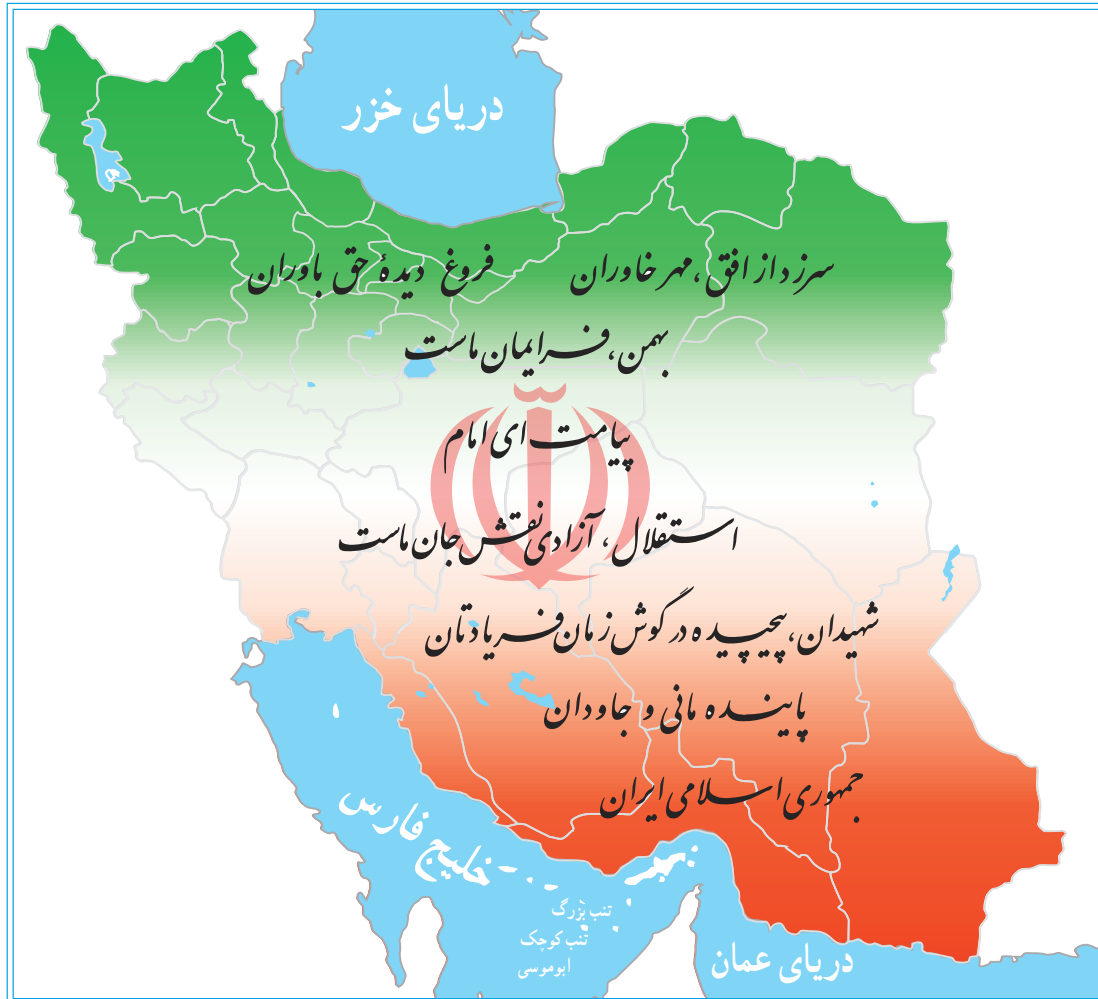 دریای خزر
سرزد از افق، مهر خاوران فروغ دیدهٔ حق باوران
بهمن، فر ایمان ماست
پیامت ای امام
استقلال، آزادی نقش جان ماست
شهیدان، پیچیده در گوش زمان فریادتان
پاینده مانی و جاودان
جمهوری اسلامی ایران
خلیج فارس
تنب بزرگ
تنب کوچک
ابوموسی
دریای عمان